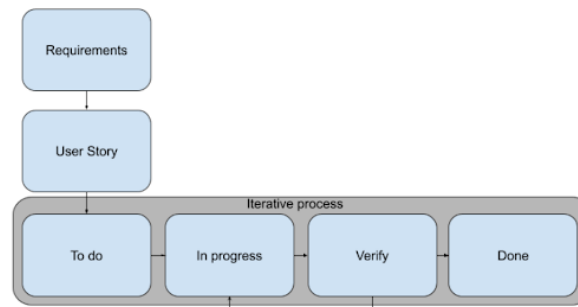 Requirements
User Story
Iterative process
To do
In progress
Verify
Done